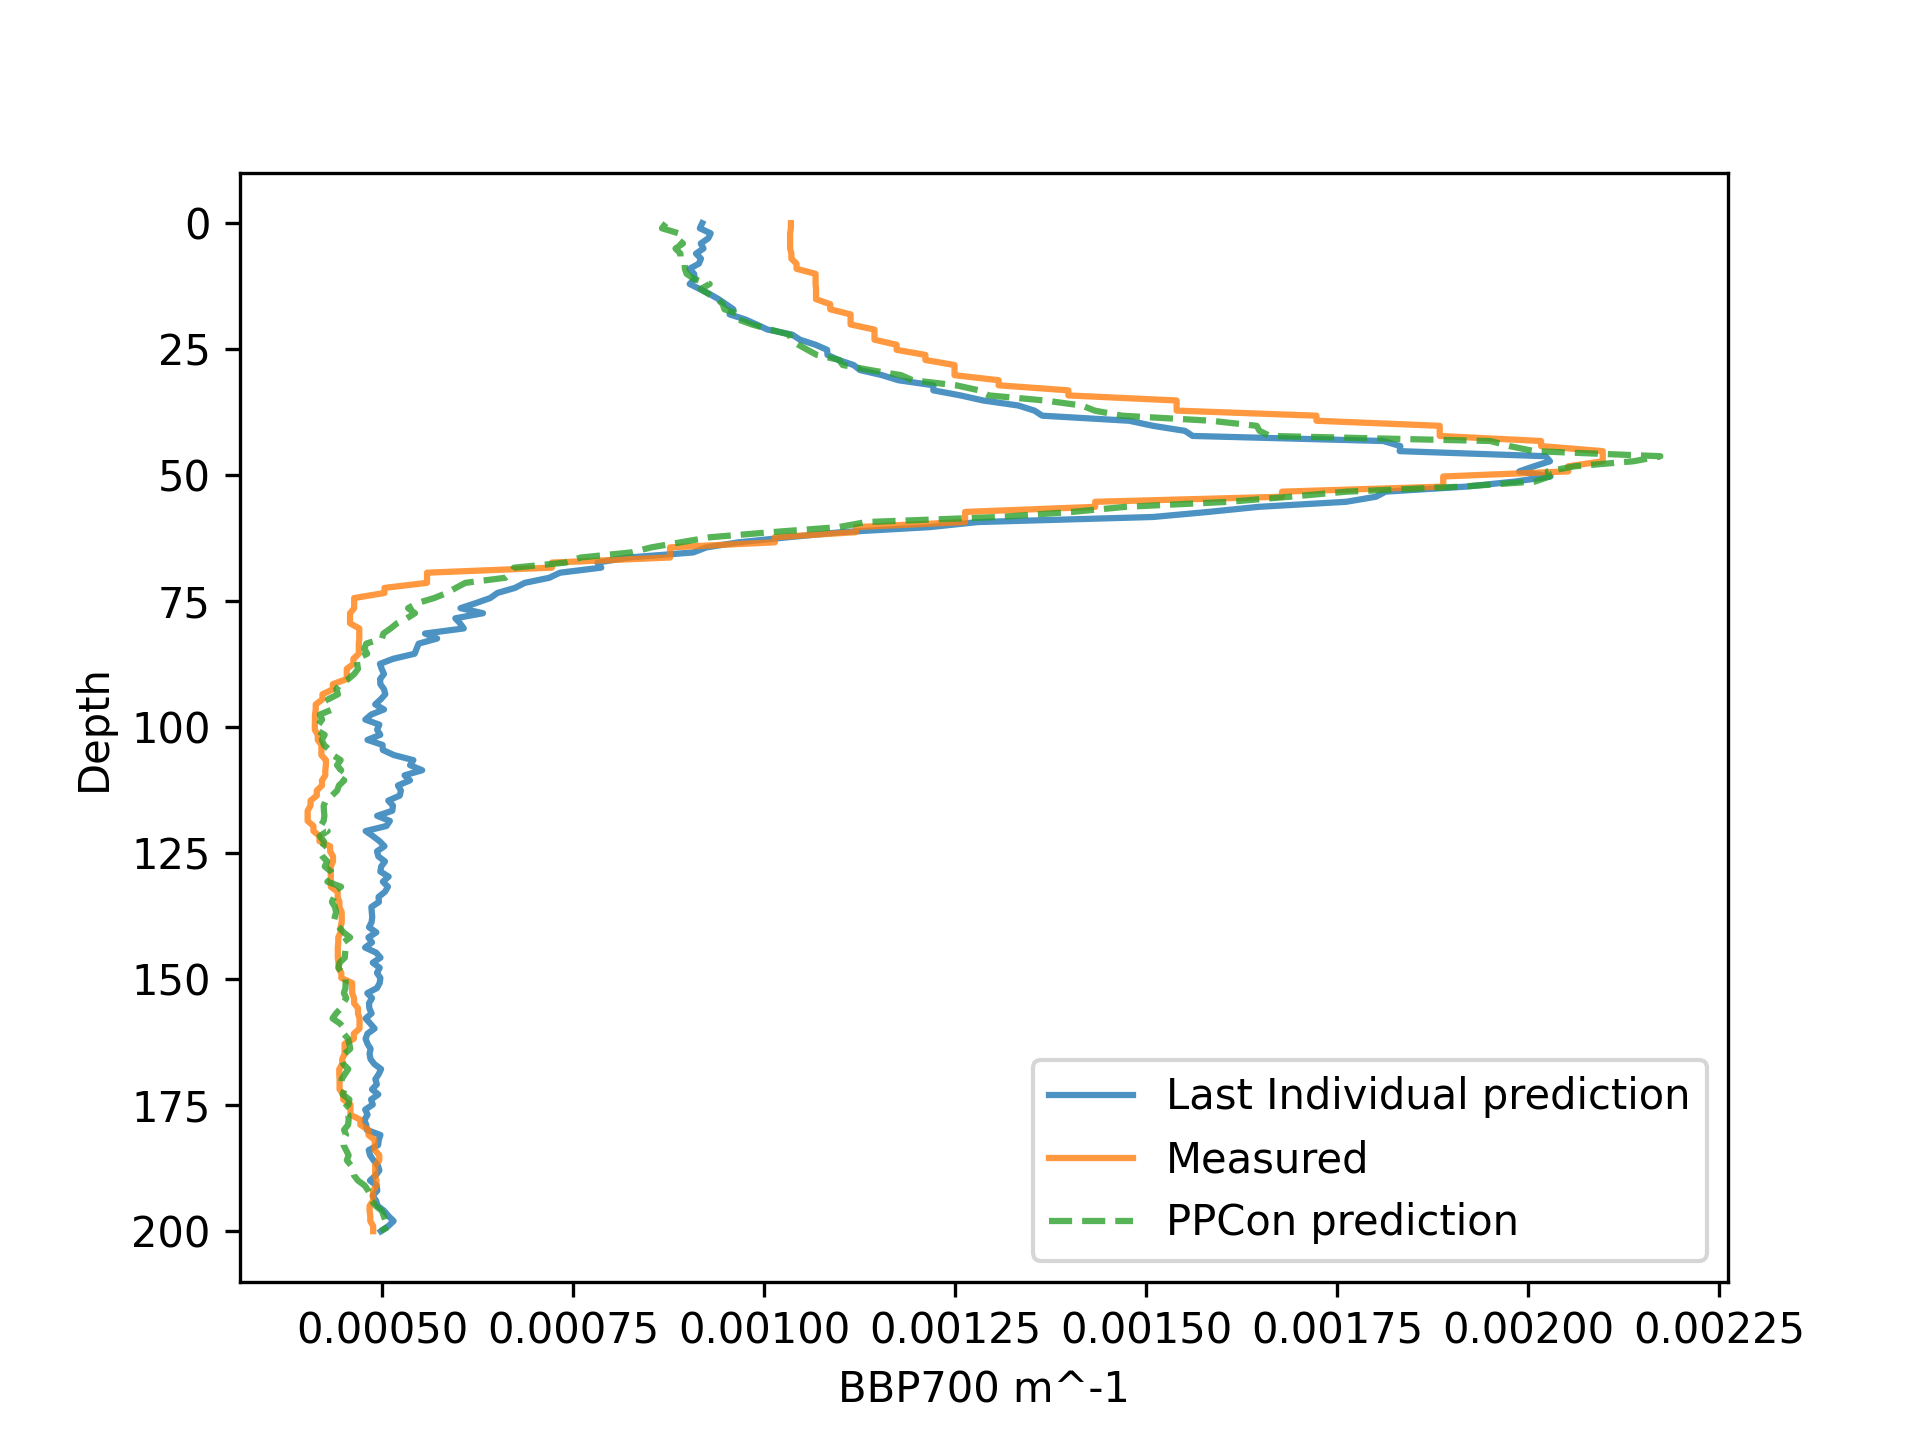 0
25
50
75
100
125
150
175
200
Depth
0.00050 0.00075 0.00100 0.00125 0.00150 0.00175 0.00200 0.00225
BBP700 m^-1
Last Individual prediction
Measured
PPCon prediction